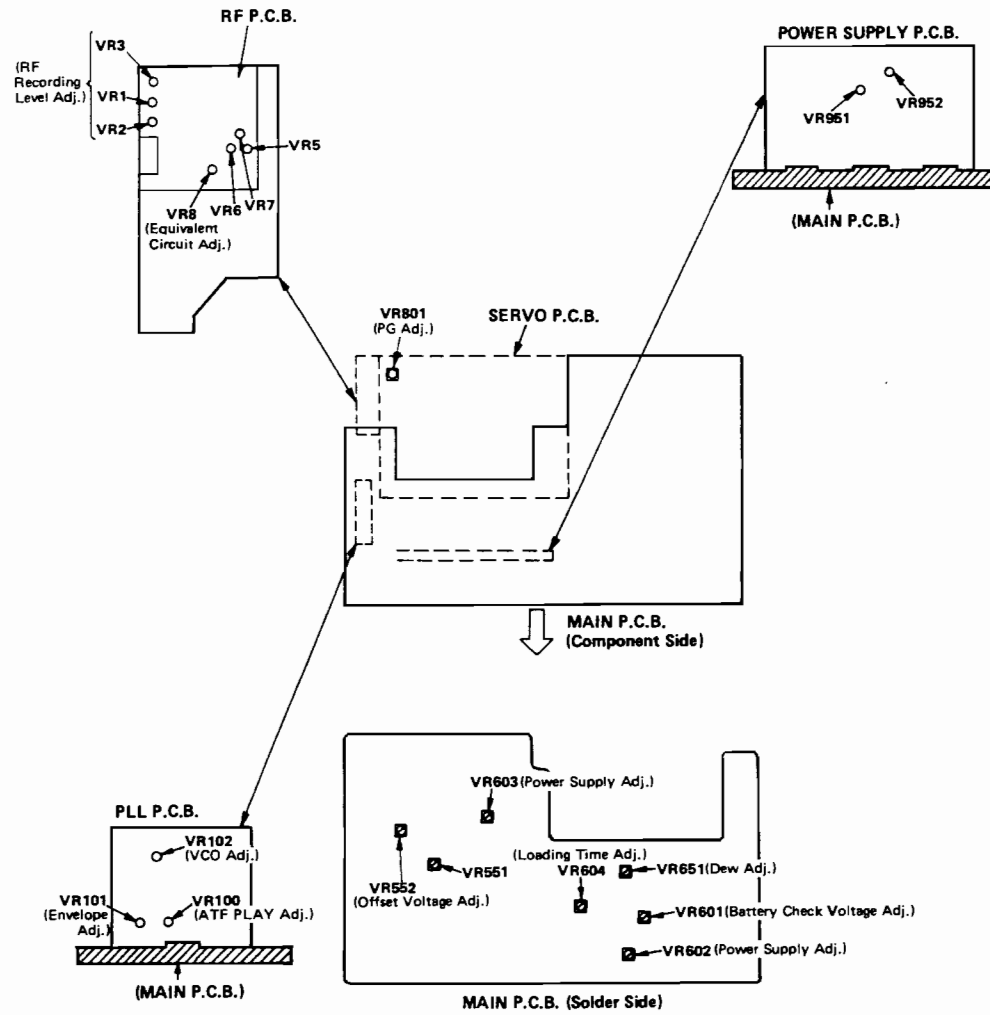 RF P.C.B.
VR3
(RF
Recording
Level Adj.)
VR1
VR2
VR5
VR6
VR7
VR8
(Equivalent
Circuit Adj.)
POWER SUPPLY P.C.B.
VR952
VR951
(MAIN P.C.B.)
VR801
(PG Adj.)
SERVO P.C.B.
MAIN P.C.B.
(Component Side)
PLL P.C.B.
VR102
(VCO Adj.)
VR101
(Envelope
Adj.)
VR100
(ATF PLAY Adj.)
(MAIN P.C.B.)
VR603 (Power Supply Adj.)
VR551
VR552
(Offset Voltage Adj.)
(Loading Time Adj.)
VR604
VR651 (Dew Adj.)
VR601 (Battery Check Voltage Adj.)
VR602 (Power Supply Adj.)
MAIN P.C.B. (Solder Side)